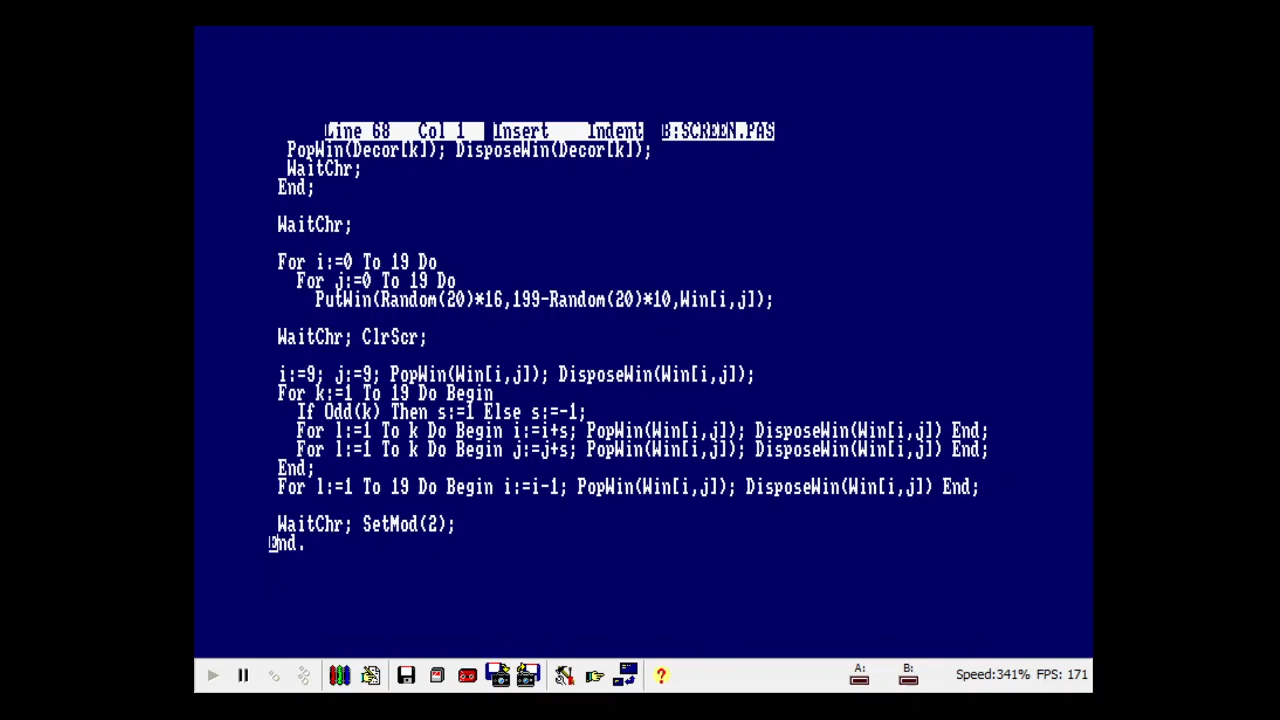 Line 68   Col 1   Insert    Indent  B:SCREEN.PAS
  PopWin(Decor[k]); DisposeWin(Decor[k]);
  WaitChr;
 End;

 WaitChr;

 For i:=0 To 19 Do
   For j:=0 To 19 Do
     PutWin(Random(20)*16,199-Random(20)*10,Win[i,j]);

 WaitChr; ClrScr;

 i:=9; j:=9; PopWin(Win[i,j]); DisposeWin(Win[i,j]);
 For k:=1 To 19 Do Begin
   If Odd(k) Then s:=1 Else s:=-1;
   For l:=1 To k Do Begin i:=i+s; PopWin(Win[i,j]); DisposeWin(Win[i,j]) End;
   For l:=1 To k Do Begin j:=j+s; PopWin(Win[i,j]); DisposeWin(Win[i,j]) End;
 End;
 For l:=1 To 19 Do Begin i:=i-1; PopWin(Win[i,j]); DisposeWin(Win[i,j]) End;

 WaitChr; SetMod(2);
End.
A: B: Speed:341% FPS: 171